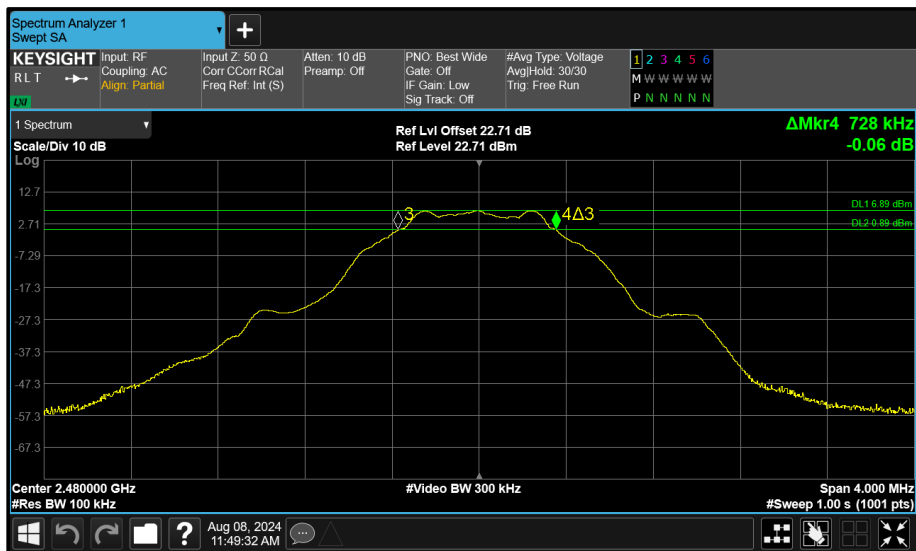 Spectrum Analyzer 1
Swept SA
KEYSIGHT
RLT
LXI
Input: RF
Coupling: AC
Align: Partial
Input Z: 50 Ω
Corr CCorr RCal
Freq Ref: Int (S)
Atten: 10 dB
Preamp: Off
PNO: Best Wide
Gate: Off
IF Gain: Low
Sig Track: Off
#Avg Type: Voltage
Avg|Hold: 30/30
Trig: Free Run
1 2 3 4 5 6
M W W W W W
P N N N N N
1 Spectrum
Scale/Div 10 dB
Log
Ref Lvl Offset 22.71 dB
Ref Level 22.71 dBm
ΔMkr4 728 kHz
-0.06 dB
12.7
2.71
-7.29
-17.3
-27.3
-37.3
-47.3
-57.3
-67.3
3
4Δ3
DL1 6.89 dBm
DL2 0.89 dBm
Center 2.480000 GHz
#Res BW 100 kHz
#Video BW 300 kHz
Span 4.000 MHz
#Sweep 1.00 s (1001 pts)
?
Aug 08, 2024
11:49:32 AM